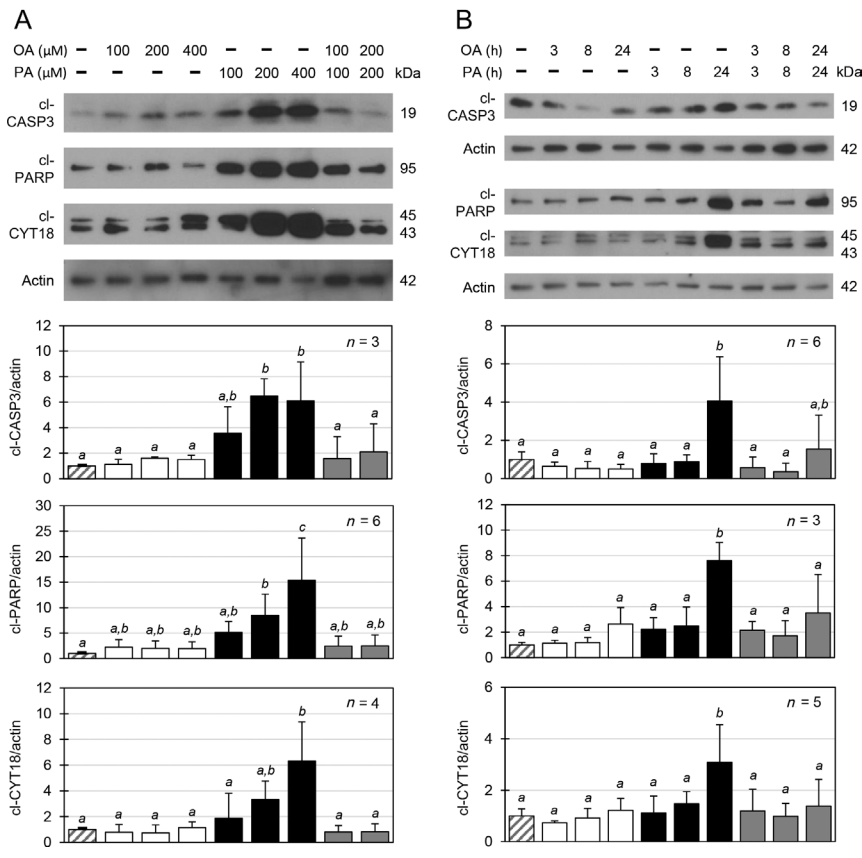 A
OA (µM) – 100 200 400 – – – 100 200
PA (µM) – – – – 100 200 400 100 200 kDa
cl-
CASP3 19
cl-
PARP 95
cl-
CYT18 45
43
Actin 42
12
10
8
6
4
2
0
cl-CASP3/actin
n = 3
a a a a a,b b b a a
30
25
20
15
10
5
0
cl-PARP/actin
n = 6
a a,b a,b a,b a,b b c a,b a,b
12
10
8
6
4
2
0
cl-CYT18/actin
n = 4
a a a a a a,b b a a
B
OA (h) – 3 8 24 – – – 3 8 24
PA (h) – – – – 3 8 24 3 8 24 kDa
cl-
CASP3 19
Actin 42
cl-
PARP 95
cl-
CYT18 45
43
Actin 42
8
6
4
2
0
cl-CASP3/actin
n = 6
a a a a a a b a a a,b
12
10
8
6
4
2
0
cl-PARP/actin
n = 3
a a a a a a b a a a
6
4
2
0
cl-CYT18/actin
n = 5
a a a a a a b a a a